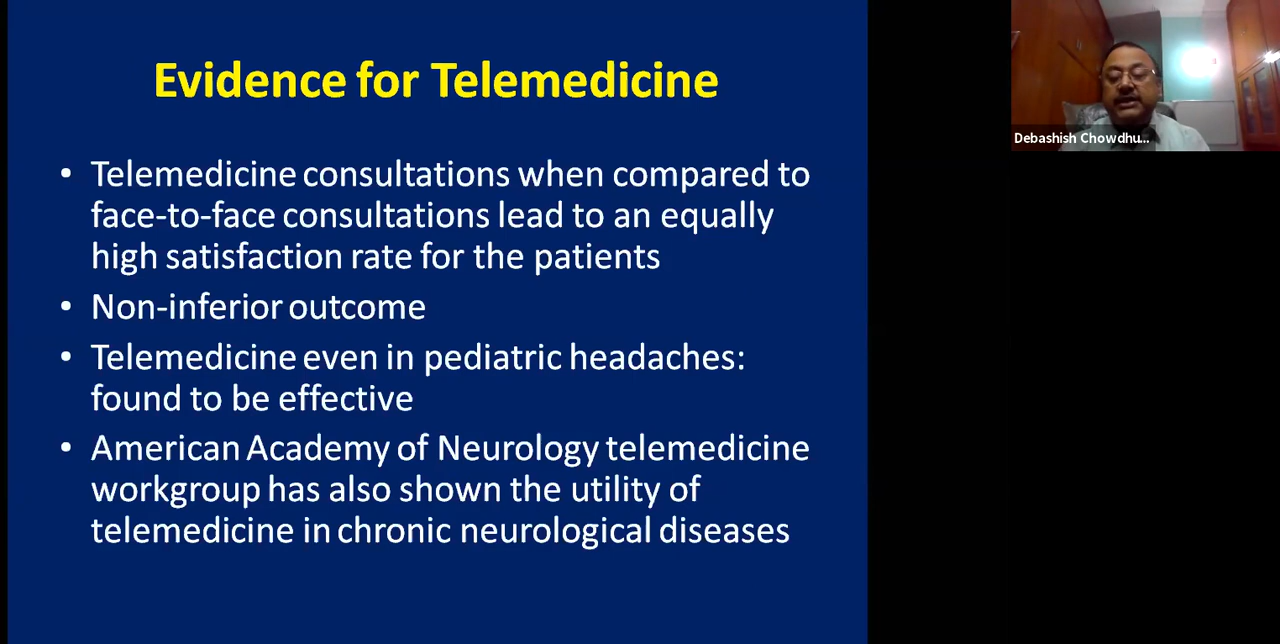 Evidence for Telemedicine
• Telemedicine consultations when compared to
face-to-face consultations lead to an equally
high satisfaction rate for the patients
• Non-inferior outcome
• Telemedicine even in pediatric headaches:
found to be effective
• American Academy of Neurology telemedicine
workgroup has also shown the utility of
telemedicine in chronic neurological diseases
Debashish Chowdhu...